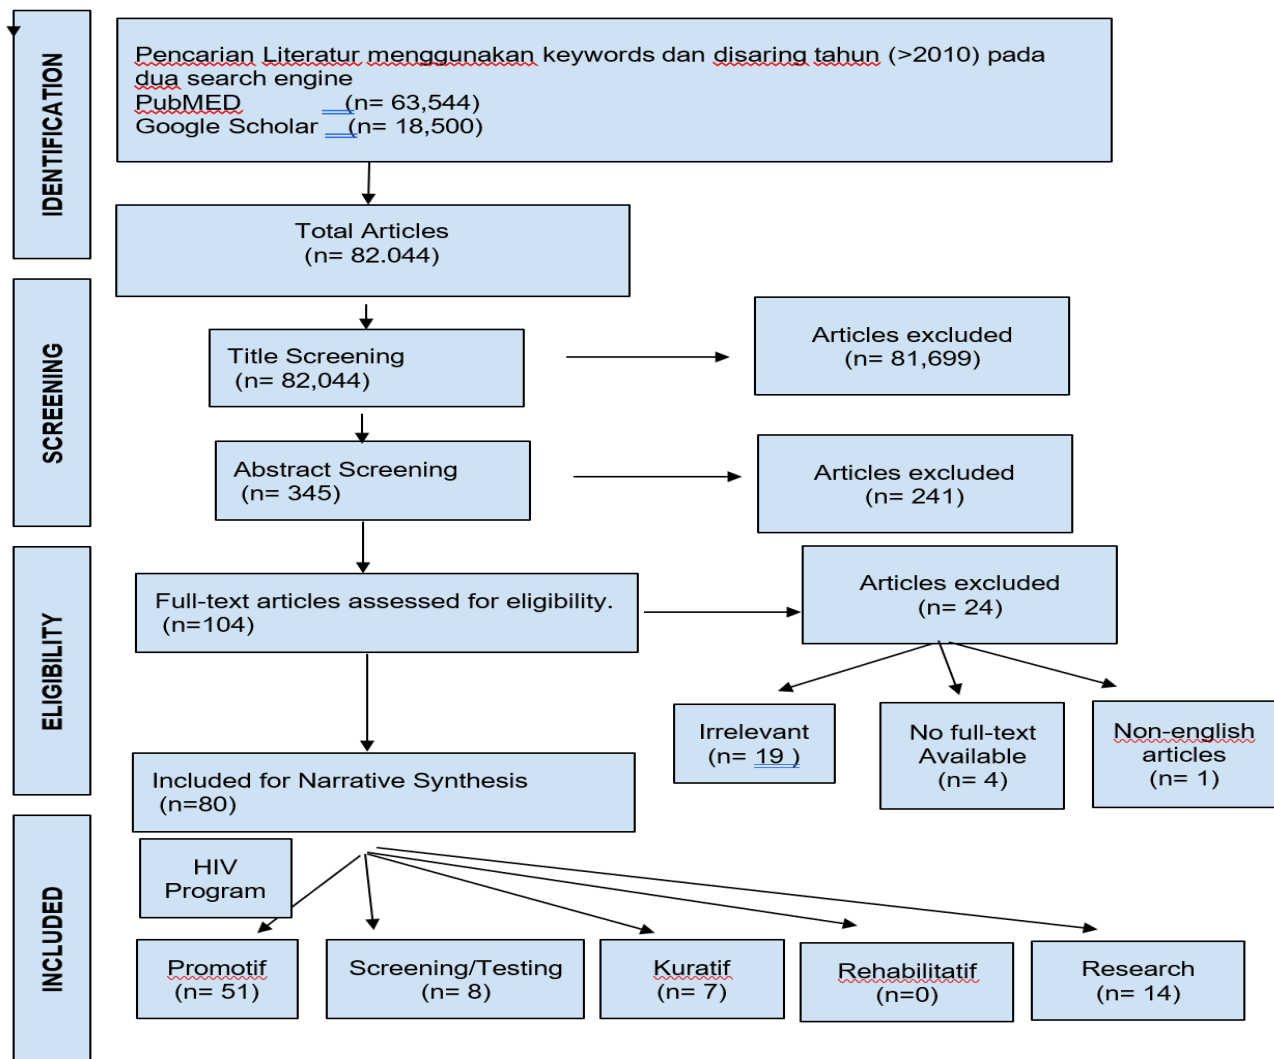 IDENTIFICATION
Pencarian Literatur menggunakan keywords dan disaring tahun (>2010) pada
dua search engine
PubMED (n= 63,544)
Google Scholar (n= 18,500)
Total Articles
(n= 82.044)
SCREENING
Title Screening
(n= 82,044)
Articles excluded
(n= 81,699)
Abstract Screening
(n= 345)
Articles excluded
(n= 241)
ELIGIBILITY
Full-text articles assessed for eligibility.
(n=104)
Articles excluded
(n= 24)
Irrelevant
(n= 19 )
No full-text
Available
(n= 4)
Non-english
articles
(n= 1)
Included for Narrative Synthesis
(n=80)
INCLUDED
HIV
Program
Promotif
(n= 51)
Screening/Testing
(n= 8)
Kuratif
(n= 7)
Rehabilitatif
(n=0)
Research
(n= 14)